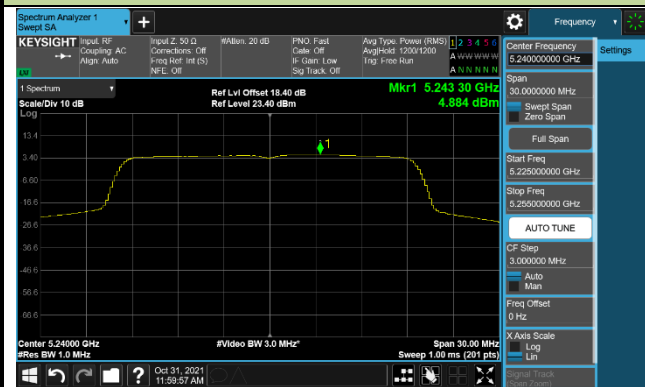 Spectrum Analyzer 1
Swept SA
Frequency
KEYSIGHT
Input: RF
Coupling: AC
Align: Auto
Input Z: 50 Ω
Corrections: Off
Freq Ref: Int (S)
NFE: Off
#Atten: 20 dB
PNO: Fast
Gate: Off
IF Gain: Low
Sig Track: Off
Avg Type: Power (RMS)
Avg|Hold: 1200/1200
Trig: Free Run
1 2 3 4 5 6
A W W W W W
A N N N N N
Center Frequency
5.240000000 GHz
Settings
Span
30.0000000 MHz
Swept Span
Zero Span
Full Span
Start Freq
5.225000000 GHz
Stop Freq
5.255000000 GHz
AUTO TUNE
CF Step
3.000000 MHz
Auto
Man
Freq Offset
0 Hz
X Axis Scale
Log
Lin
Signal Track
(Span Zoom)
1 Spectrum
Scale/Div 10 dB
Log
Ref Lvl Offset 18.40 dB
Ref Level 23.40 dBm
Mkr1 5.243 30 GHz
4.884 dBm
1
13.4
3.40
-6.60
-16.6
-26.6
-36.6
-46.6
-56.6
-66.6
Center 5.24000 GHz
#Res BW 1.0 MHz
#Video BW 3.0 MHz*
Span 30.00 MHz
Sweep 1.00 ms (201 pts)
?
Oct 31, 2021
11:59:57 AM